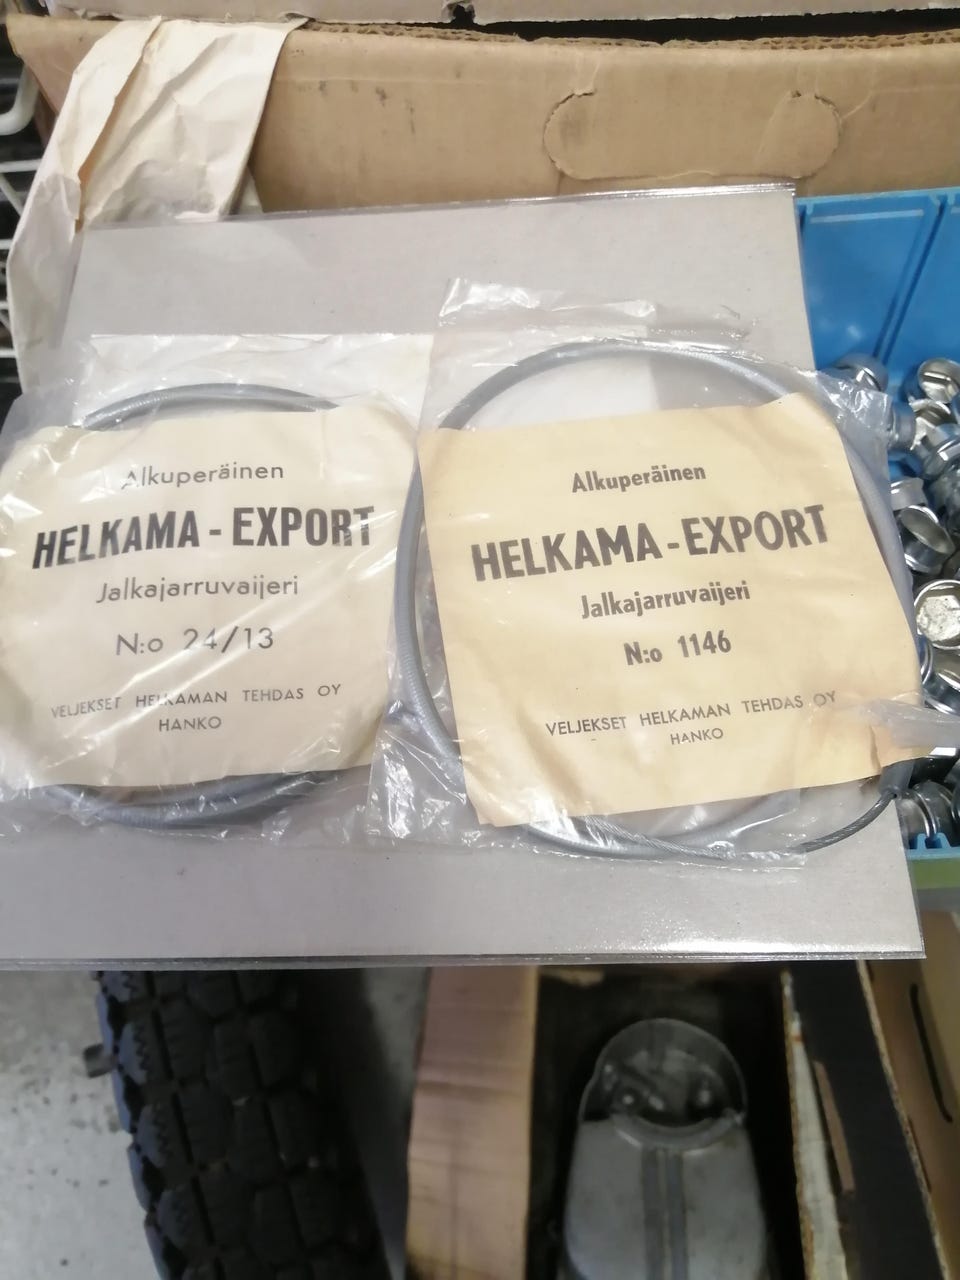 Alkuperäinen
HELKAMA - EXPORT
Jalkajarruvaijeri
N:o 24/13
VELJEKSET HELKAMAN TEHDAS OY
HANKO
Alkuperäinen
HELKAMA - EXPORT
Jalkajarruvaijeri
N:o 1146
VELJEKSET HELKAMAN TEHDAS OY
HANKO